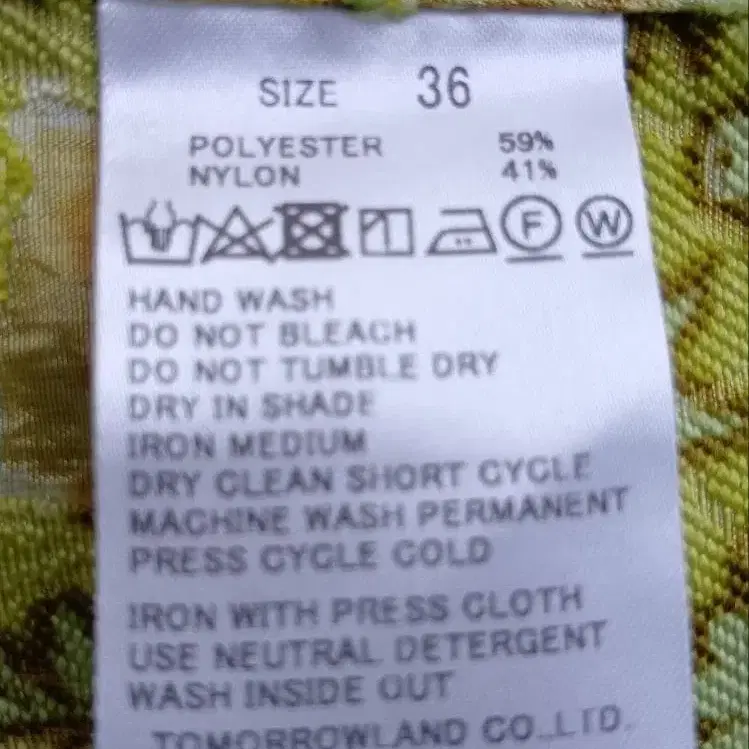 SIZE 36
POLYESTER 59%
NYLON 41%
F W
HAND WASH
DO NOT BLEACH
DO NOT TUMBLE DRY
DRY IN SHADE
IRON MEDIUM
DRY CLEAN SHORT CYCLE
MACHINE WASH PERMANENT
PRESS CYCLE COLD
IRON WITH PRESS CLOTH
USE NEUTRAL DETERGENT
WASH INSIDE OUT
TOMORROWLAND CO.,LTD.